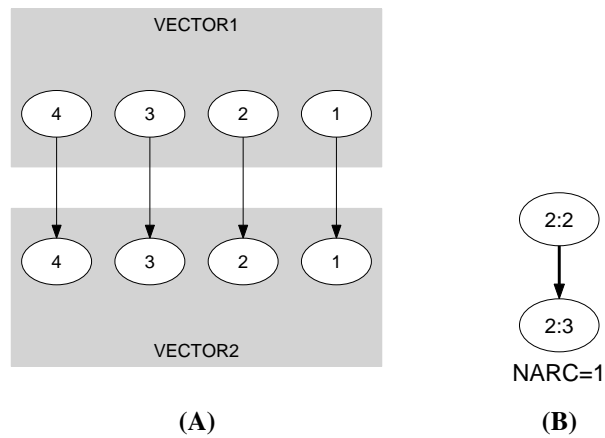 VECTOR1
4 3 2 1
4 3 2 1
VECTOR2
2:2
2:3
NARC=1
(A) (B)